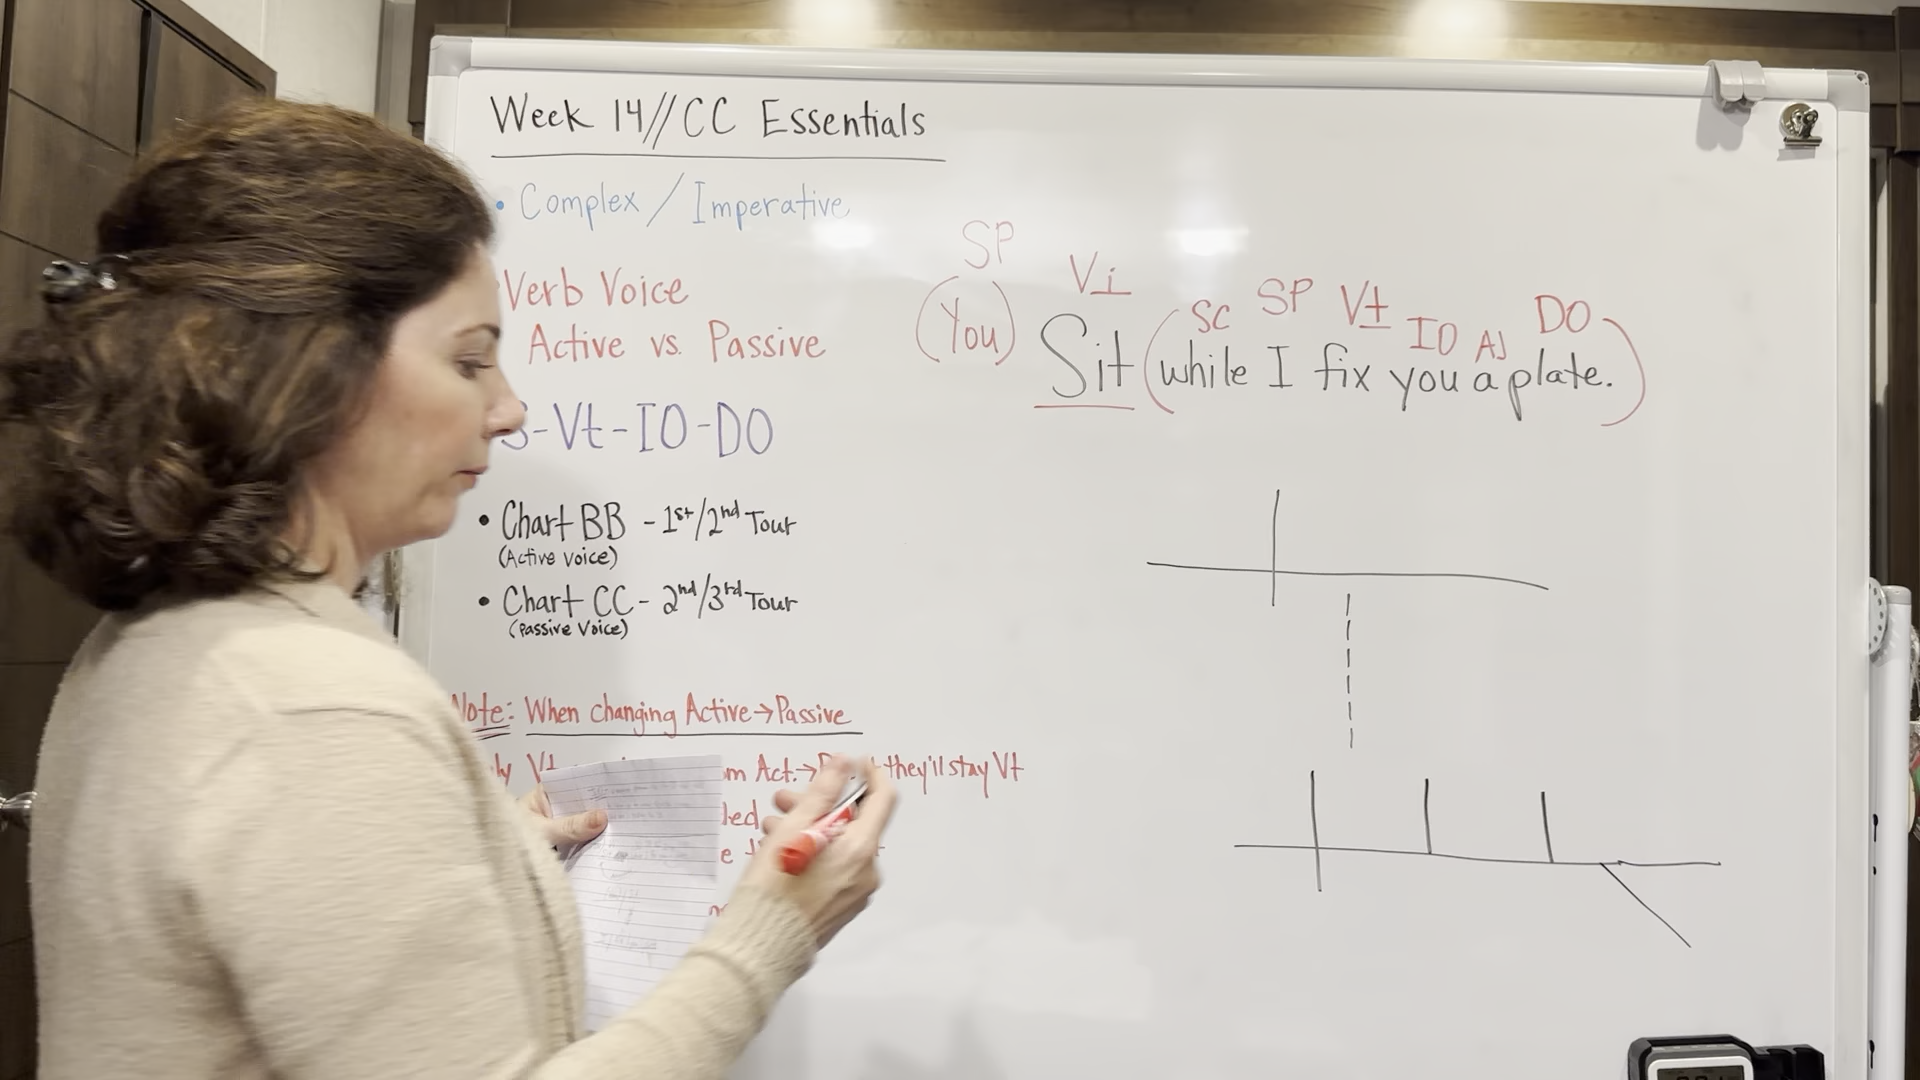 Week 14//CC Essentials
• Complex / Imperative
Verb Voice
Active vs. Passive
S-Vt-IO-DO
• Chart BB - 1st/2nd Tour
(Active voice)
• Chart CC - 2nd/3rd Tour
(Passive Voice)
Note: When changing Active→Passive
Vt Act.→ they'll stay Vt
SP Vi SC SP Vt IO AJ DO
(You) Sit (while I fix you a plate.)